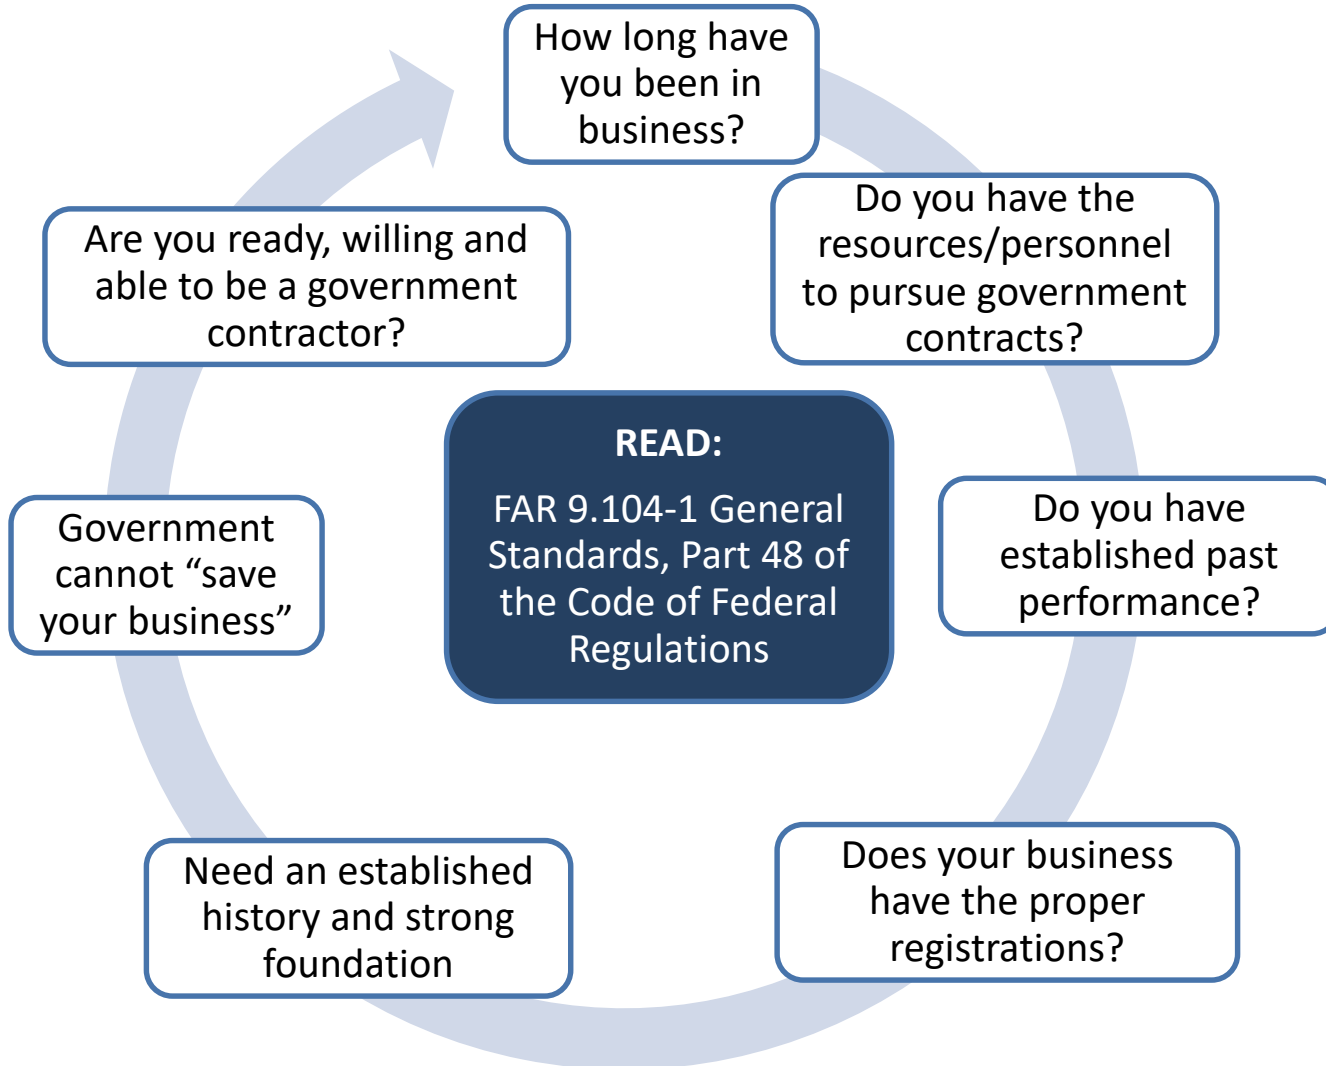 How long have
you been in
business?
Do you have the
resources/personnel
to pursue government
contracts?
Do you have
established past
performance?
Does your business
have the proper
registrations?
Need an established
history and strong
foundation
Government
cannot “save
your business”
Are you ready, willing and
able to be a government
contractor?
READ:
FAR 9.104-1 General
Standards, Part 48 of
the Code of Federal
Regulations